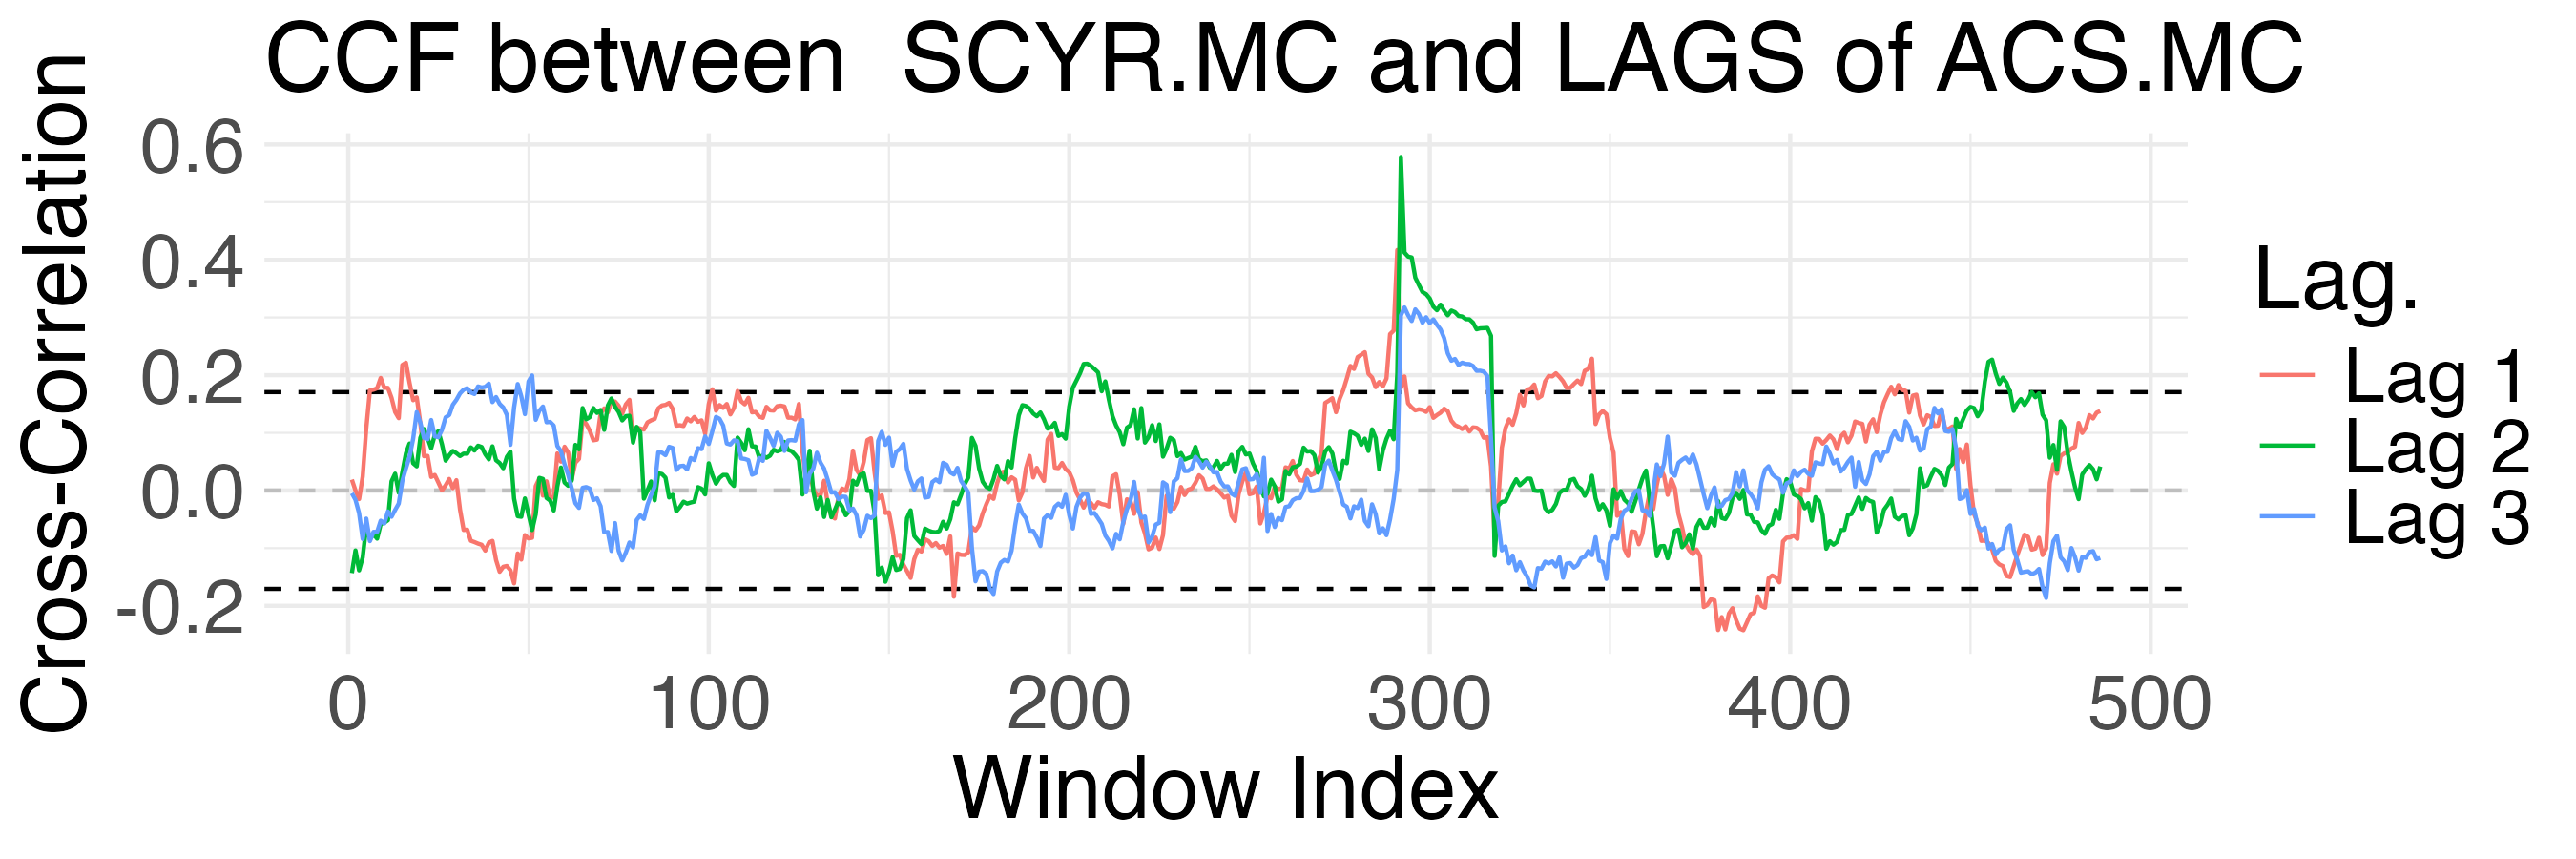 CCF between  SCYR.MC and LAGS of ACS.MC
Cross-Correlation
0.6
0.4
0.2
0.0
-0.2
0
100
200
300
400
500
Window Index
Lag.
Lag 1
Lag 2
Lag 3